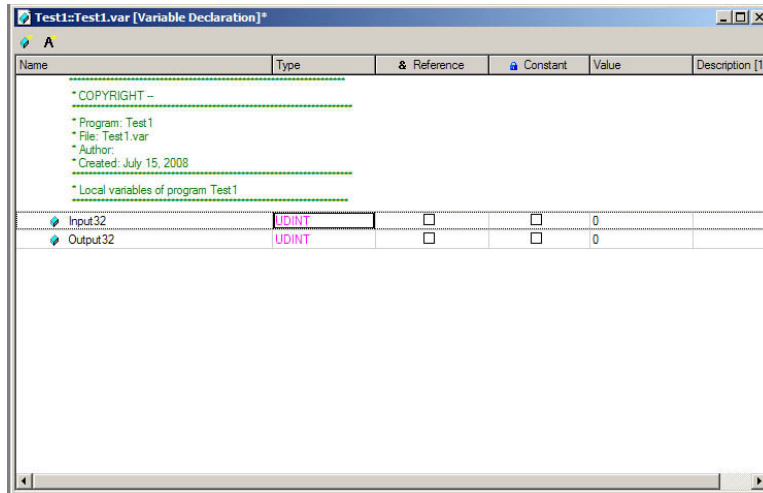 Test1::Test1.var [Variable Declaration]*
A
Name Type & Reference Constant Value Description [1
* COPYRIGHT --
* Program: Test1
* File: Test1.var
* Author:
* Created: July 15, 2008
* Local variables of program Test1
Input32 UDINT 0
Output32 UDINT 0